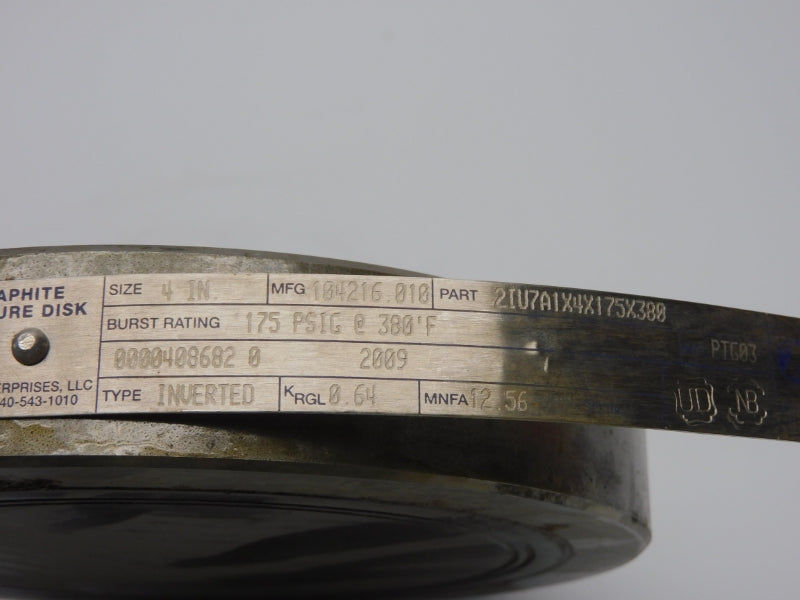 APHITE
URE DISK
ERPRISES, LLC
40-543-1010
SIZE 4 IN. MFG 104216.010 PART 2IV7A1X4X175X380
BURST RATING 175 PSIG @ 380°F
0000408682 0 2009 PTG03
TYPE INVERTED KRGL 0.64 MNFA 12.56
UD NB